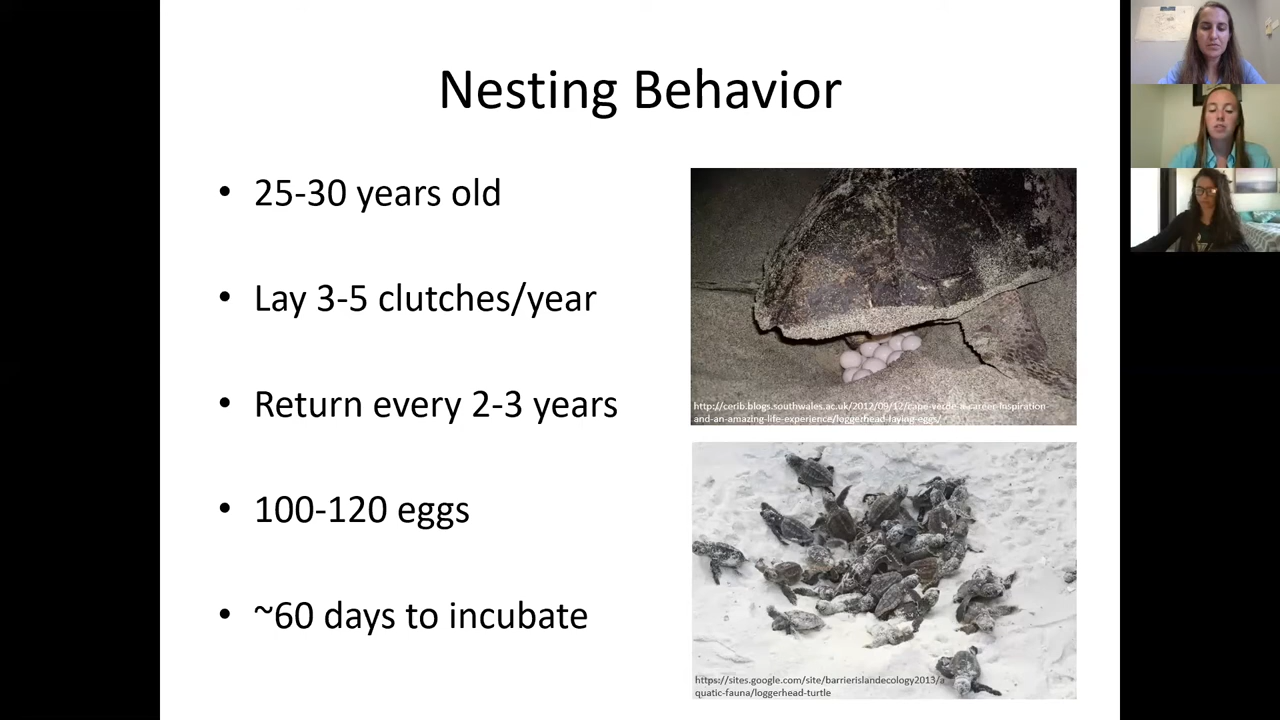 Nesting Behavior
• 25-30 years old
• Lay 3-5 clutches/year
• Return every 2-3 years
• 100-120 eggs
• ~60 days to incubate
http://cerib.blogs.southwales.ac.uk/2012/09/12/cape-verde-a-career-inspiration-
and-an-amazing-life-experience/loggerhead-laying-eggs/
https://sites.google.com/site/barrierislandecology2013/a
quatic-fauna/loggerhead-turtle